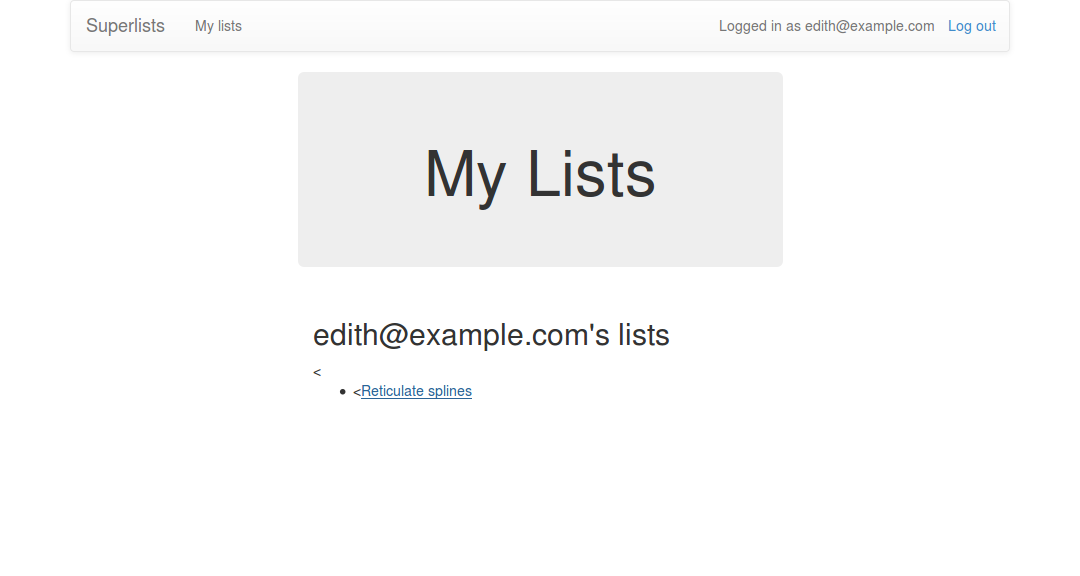 Superlists My lists Logged in as edith@example.com Log out
My Lists
edith@example.com's lists
<
• <Reticulate splines